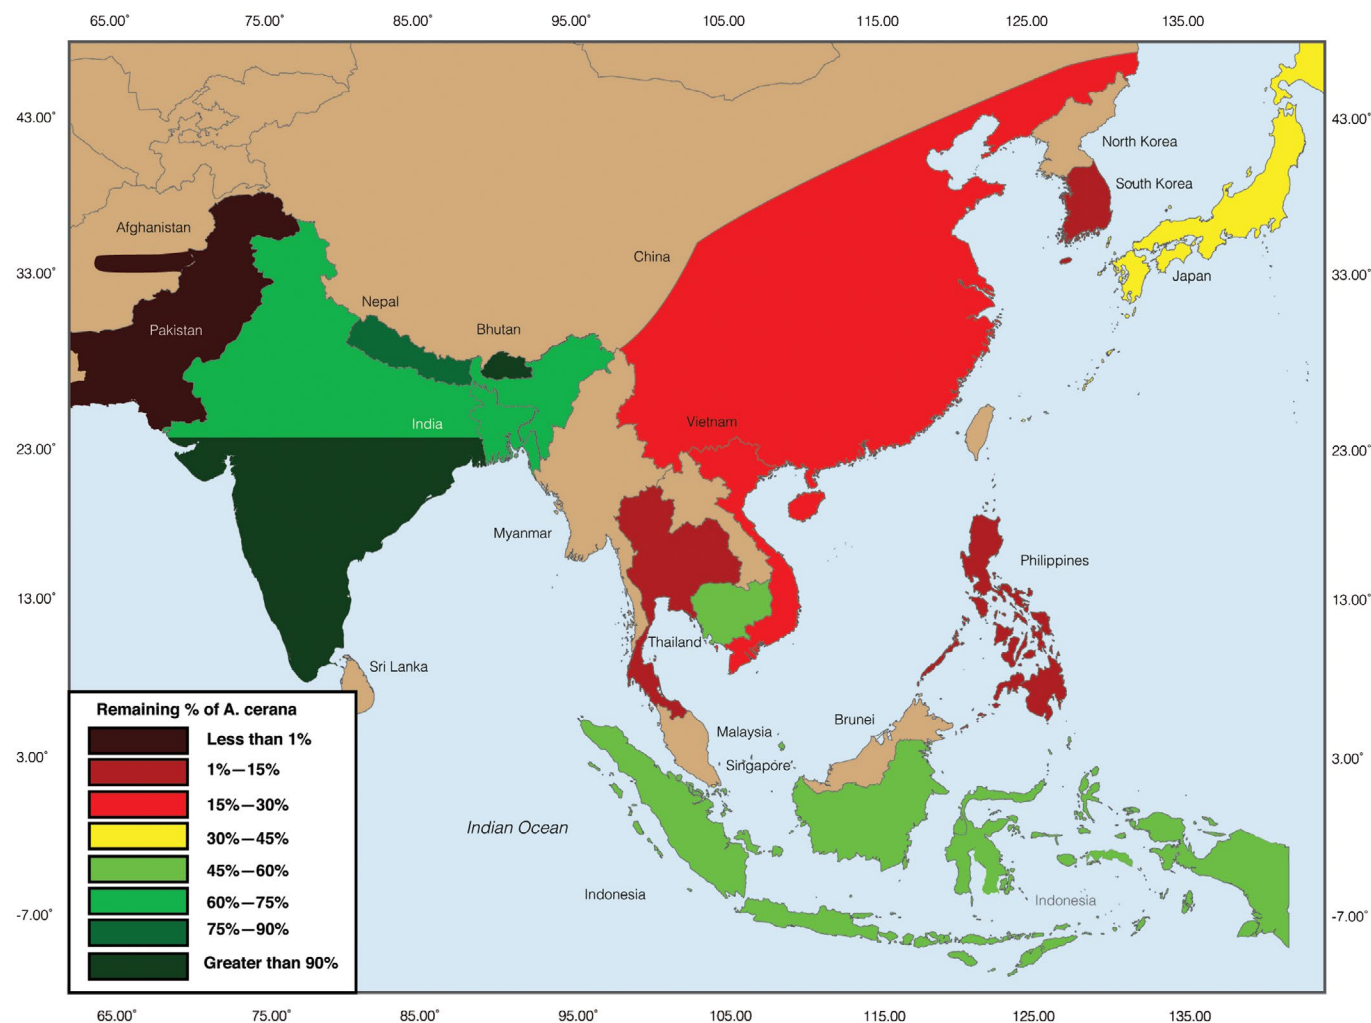 65.00° 75.00° 85.00° 95.00° 105.00° 115.00° 125.00° 135.00°
43.00° 43.00°
North Korea
South Korea
Afghanistan
China
33.00° 33.00°
Japan
Nepal
Pakistan
Bhutan
India
Vietnam
23.00° 23.00°
Myanmar
Philippines
13.00° 13.00°
Thailand
Sri Lanka
Remaining % of A. cerana
Less than 1%
1%—15%
15%—30%
30%—45%
45%—60%
60%—75%
75%—90%
Greater than 90%
Brunei
Malaysia
3.00° 3.00°
Singapore
Indian Ocean
Indonesia
Indonesia
-7.00° -7.00°
65.00° 75.00° 85.00° 95.00° 105.00° 115.00° 125.00° 135.00°